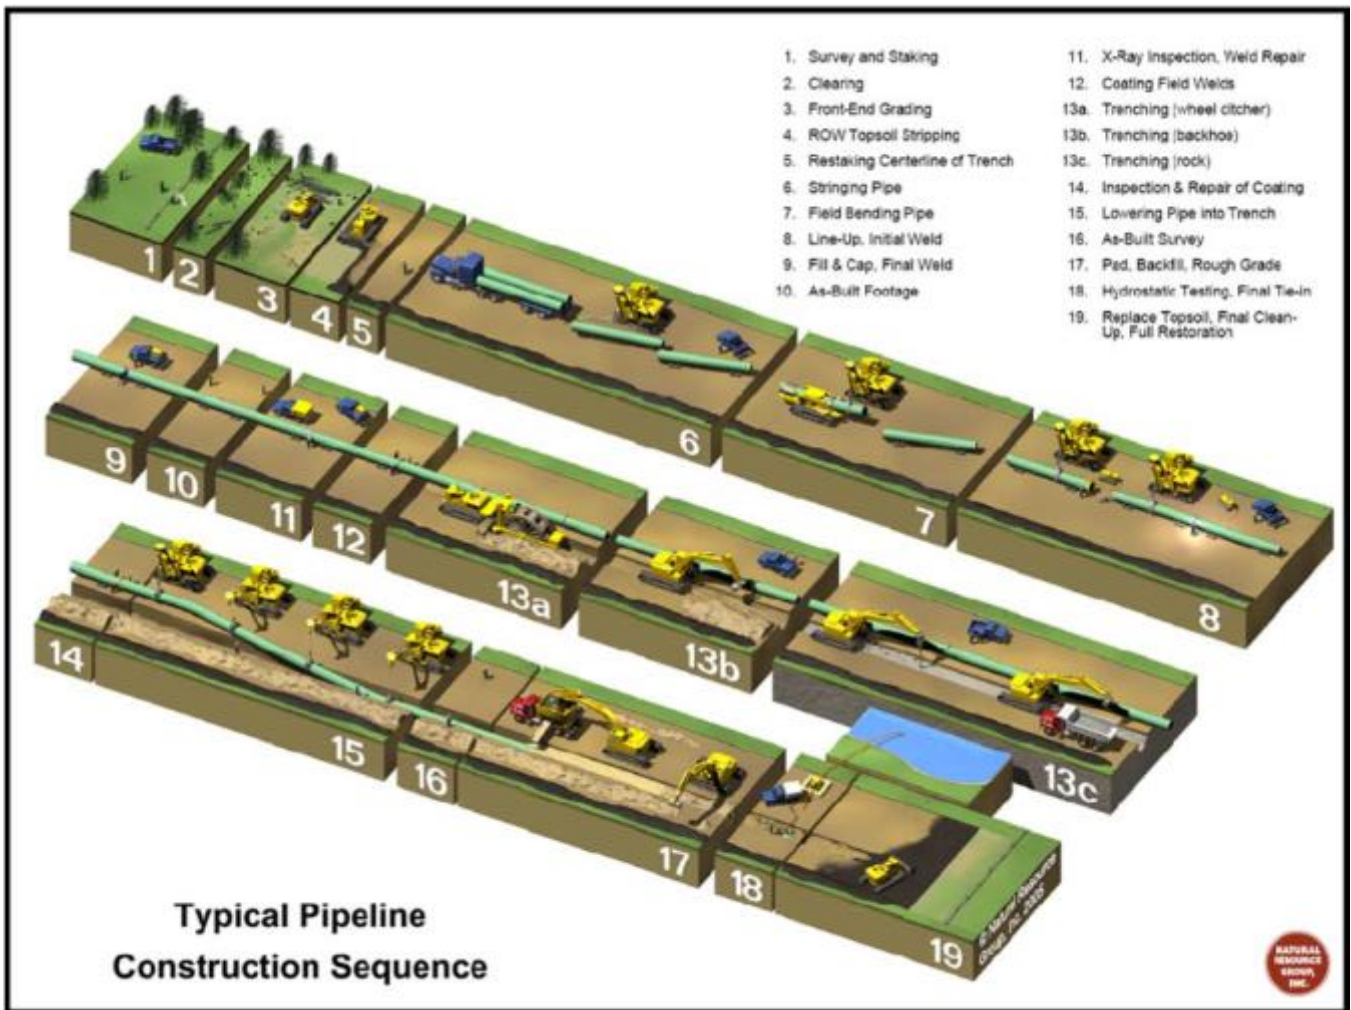 1. Survey and Staking
2. Clearing
3. Front-End Grading
4. ROW Topsoil Stripping
5. Restaking Centerline of Trench
6. Stringing Pipe
7. Field Bending Pipe
8. Line-Up, Initial Weld
9. Fill & Cap, Final Weld
10. As-Built Footage
11. X-Ray Inspection, Weld Repair
12. Coating Field Welds
13a. Trenching (wheel citcher)
13b. Trenching (backhoe)
13c. Trenching (rock)
14. Inspection & Repair of Coating
15. Lowering Pipe into Trench
16. As-Built Survey
17. Pad, Backfill, Rough Grade
18. Hydrostatic Testing, Final Tie-in
19. Replace Topsoil, Final Clean-
Up, Full Restoration
1
2
3
4
5
6
7
8
9
10
11
12
13a
13b
13c
14
15
16
17
18
19
© Natural Resource
Group, Inc. 2005
Typical Pipeline
Construction Sequence
NATURAL
RESOURCE
GROUP,
INC.